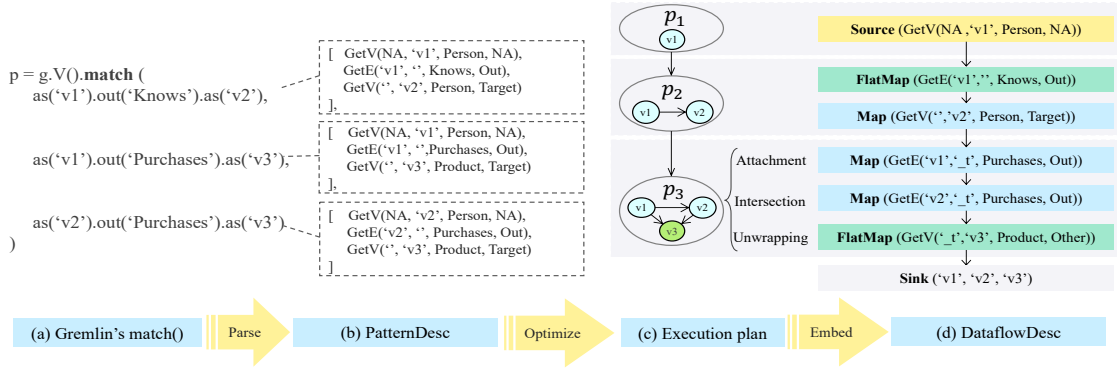 p = g.V().match (
as(‘v1’).out(‘Knows’).as(‘v2’),
as(‘v1’).out(‘Purchases’).as(‘v3’),
as(‘v2’).out(‘Purchases’).as(‘v3’)
)
[ GetV(NA, ‘v1’, Person, NA),
GetE(‘v1’, ‘’, Knows, Out),
GetV(‘’, ‘v2’, Person, Target)
],
[ GetV(NA, ‘v1’, Person, NA),
GetE(‘v1’, ‘’,Purchases, Out),
GetV(‘’, ‘v3’, Product, Target)
],
[ GetV(NA, ‘v2’, Person, NA),
GetE(‘v2’, ‘’, Purchases, Out),
GetV(‘’, ‘v3’, Product, Target)
]
p1
v1
p2
v1
v2
p3
v1
v2
v3
Attachment
Intersection
Unwrapping
Source (GetV(NA ,‘v1’, Person, NA))
FlatMap (GetE(‘v1’,‘’, Knows, Out))
Map (GetV(‘’,‘v2’, Person, Target))
Map (GetE(‘v1’,‘_t’, Purchases, Out))
Map (GetE(‘v2’,‘_t’, Purchases, Out))
FlatMap (GetV(‘_t’,‘v3’, Product, Other))
Sink (‘v1’, ‘v2’, ‘v3’)
(a) Gremlin’s match()
Parse
(b) PatternDesc
Optimize
(c) Execution plan
Embed
(d) DataflowDesc